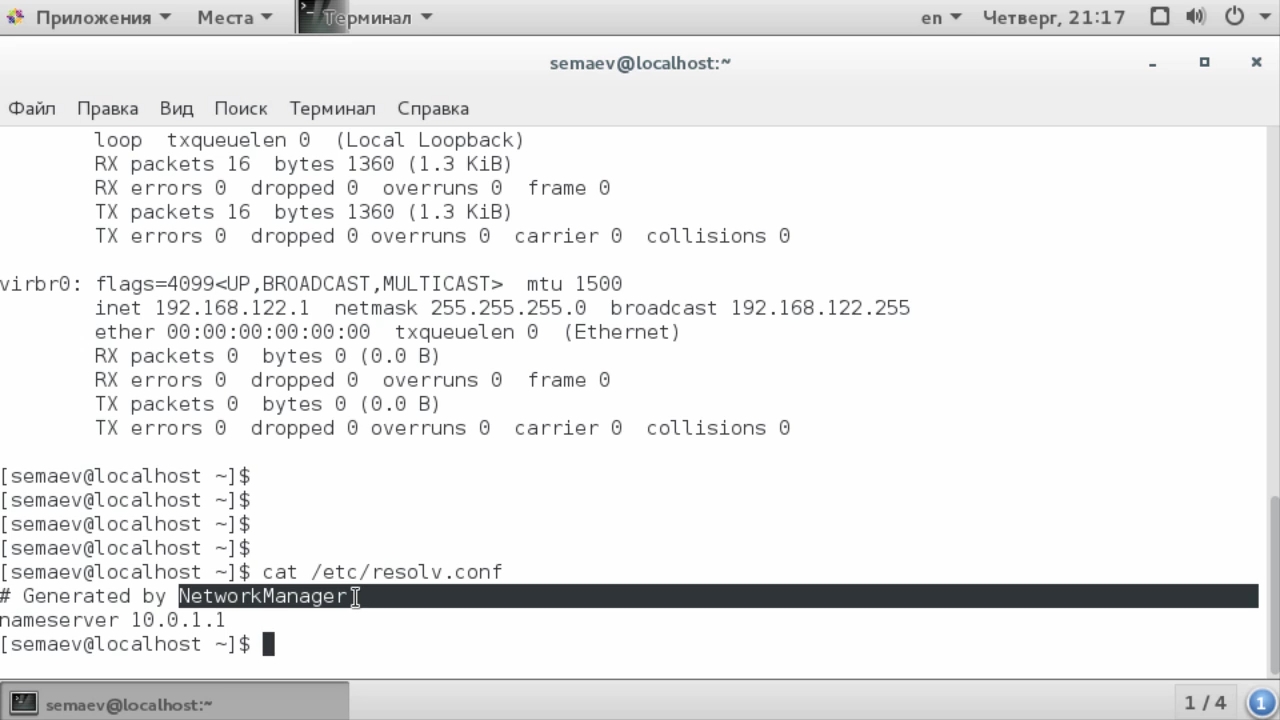 Приложения Места Терминал en Четверг, 21:17
semaev@localhost:~
Файл Правка Вид Поиск Терминал Справка
loop  txqueuelen 0  (Local Loopback)
RX packets 16  bytes 1360 (1.3 KiB)
RX errors 0  dropped 0  overruns 0  frame 0
TX packets 16  bytes 1360 (1.3 KiB)
TX errors 0  dropped 0 overruns 0  carrier 0  collisions 0
virbr0: flags=4099<UP,BROADCAST,MULTICAST>  mtu 1500
inet 192.168.122.1  netmask 255.255.255.0  broadcast 192.168.122.255
ether 00:00:00:00:00:00  txqueuelen 0  (Ethernet)
RX packets 0  bytes 0 (0.0 B)
RX errors 0  dropped 0  overruns 0  frame 0
TX packets 0  bytes 0 (0.0 B)
TX errors 0  dropped 0 overruns 0  carrier 0  collisions 0
[semaev@localhost ~]$
[semaev@localhost ~]$
[semaev@localhost ~]$
[semaev@localhost ~]$
[semaev@localhost ~]$ cat /etc/resolv.conf
# Generated by NetworkManager
nameserver 10.0.1.1
[semaev@localhost ~]$
semaev@localhost:~ 1 / 4 1